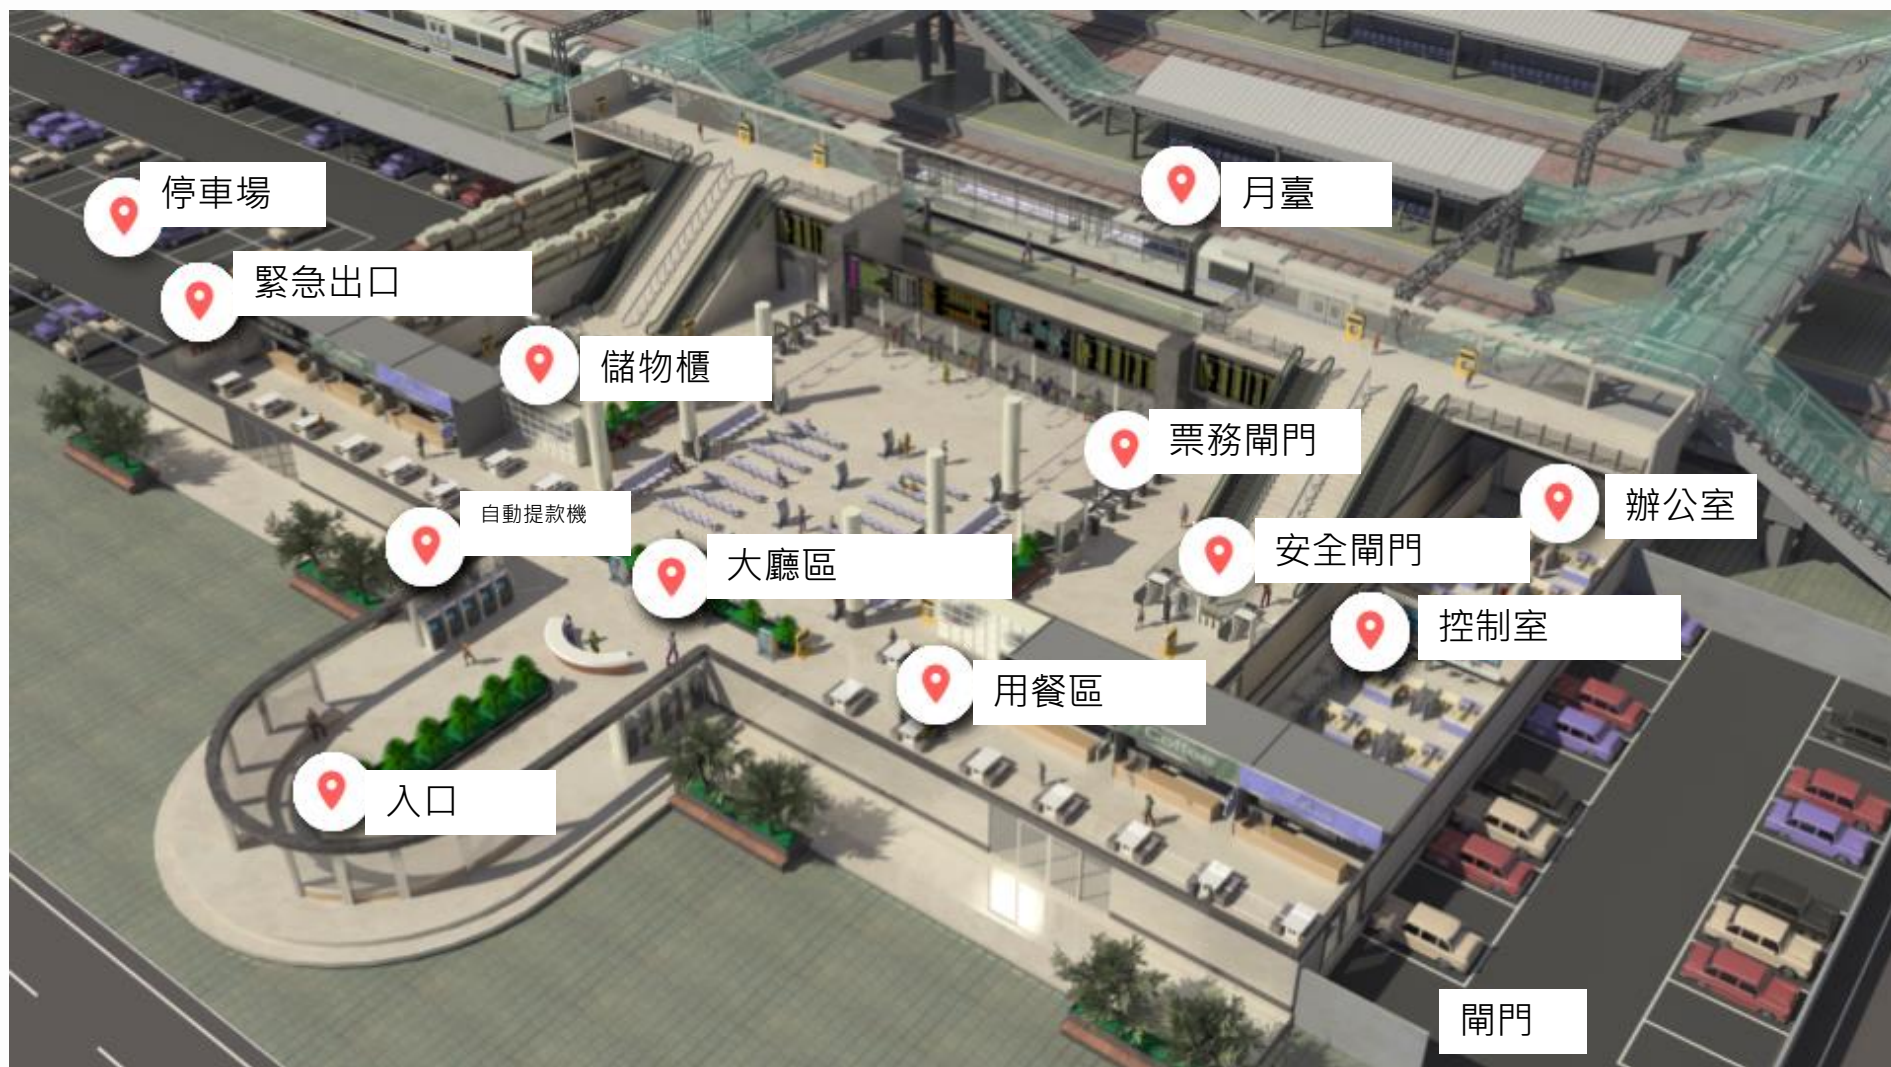 停車場
月臺
緊急出口
儲物櫃
票務閘門
辦公室
自動提款機
安全閘門
大廳區
控制室
用餐區
Coffee
入口
閘門